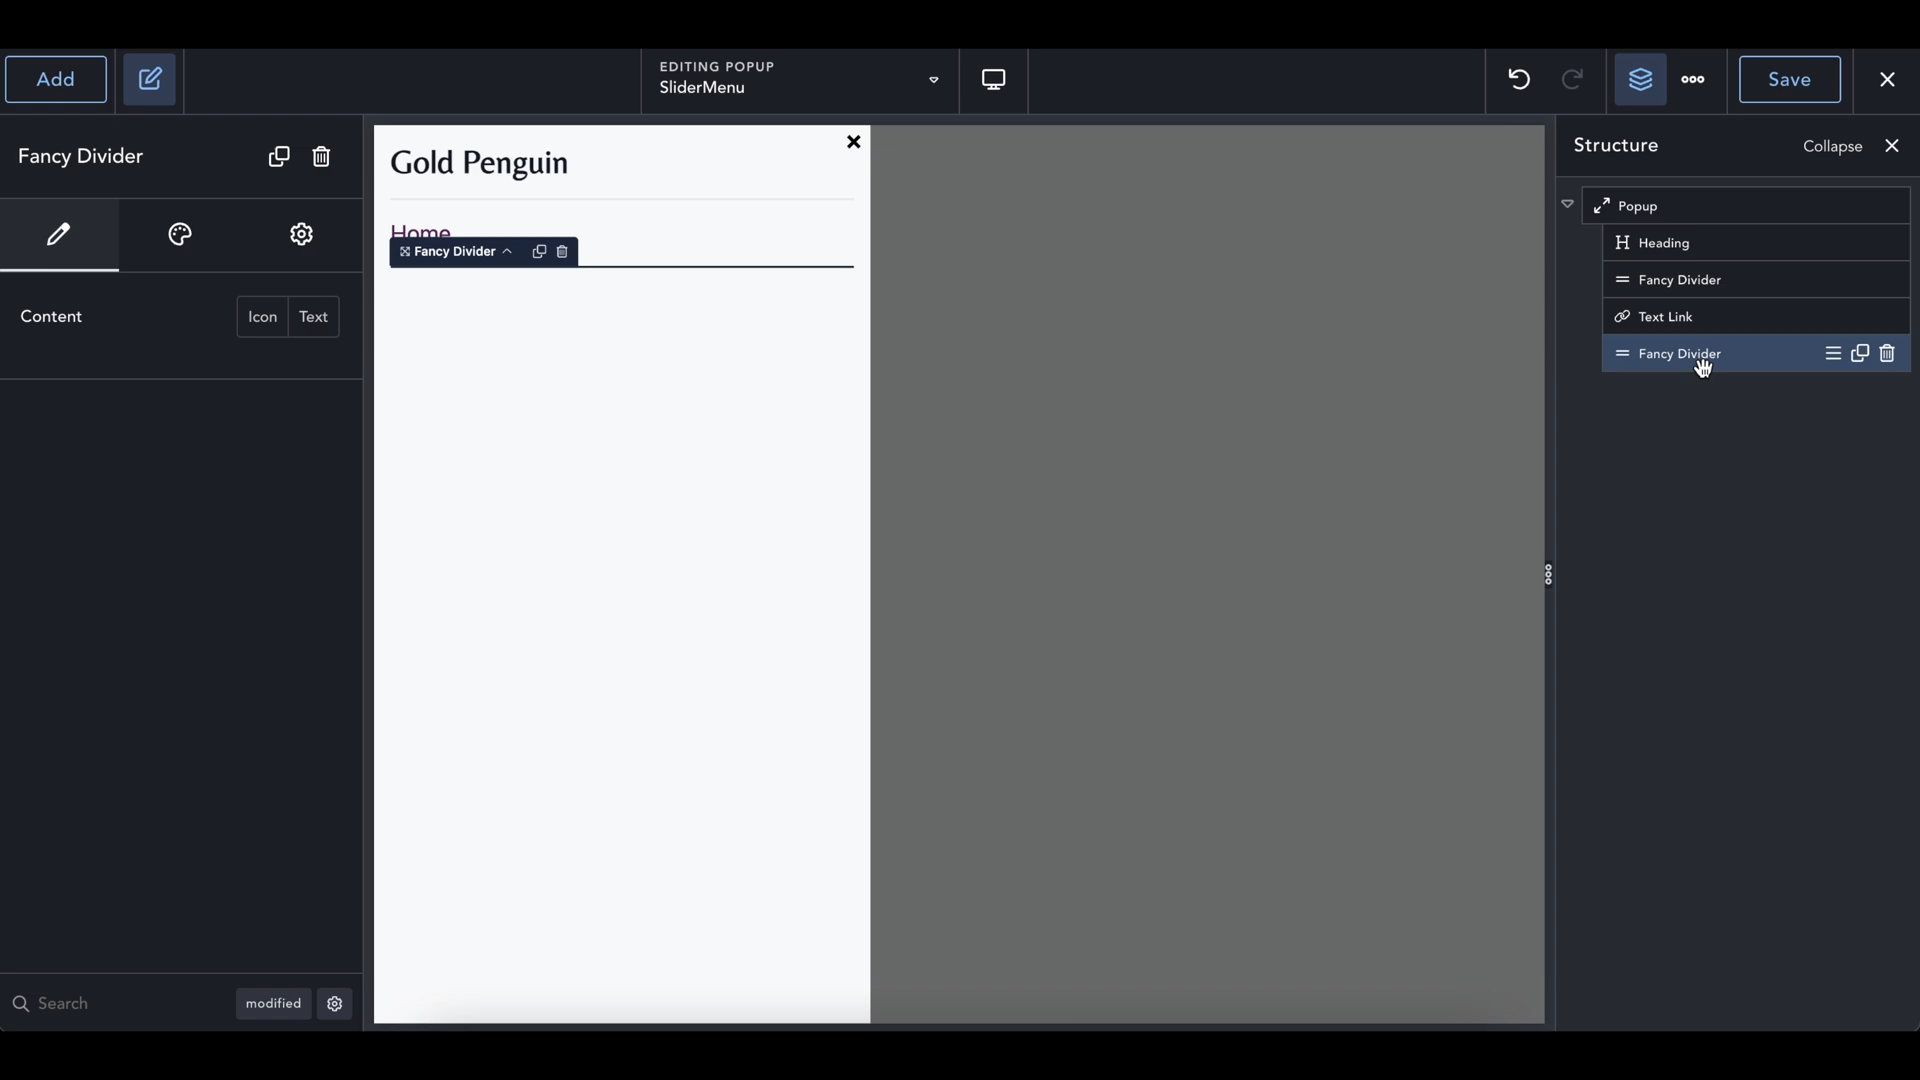 Add
EDITING POPUP
SliderMenu
Save
Fancy Divider
Gold Penguin
Structure
Collapse
Popup
Heading
Home
Fancy Divider
Fancy Divider
Content
Icon
Text
Text Link
Fancy Divider
Search
modified